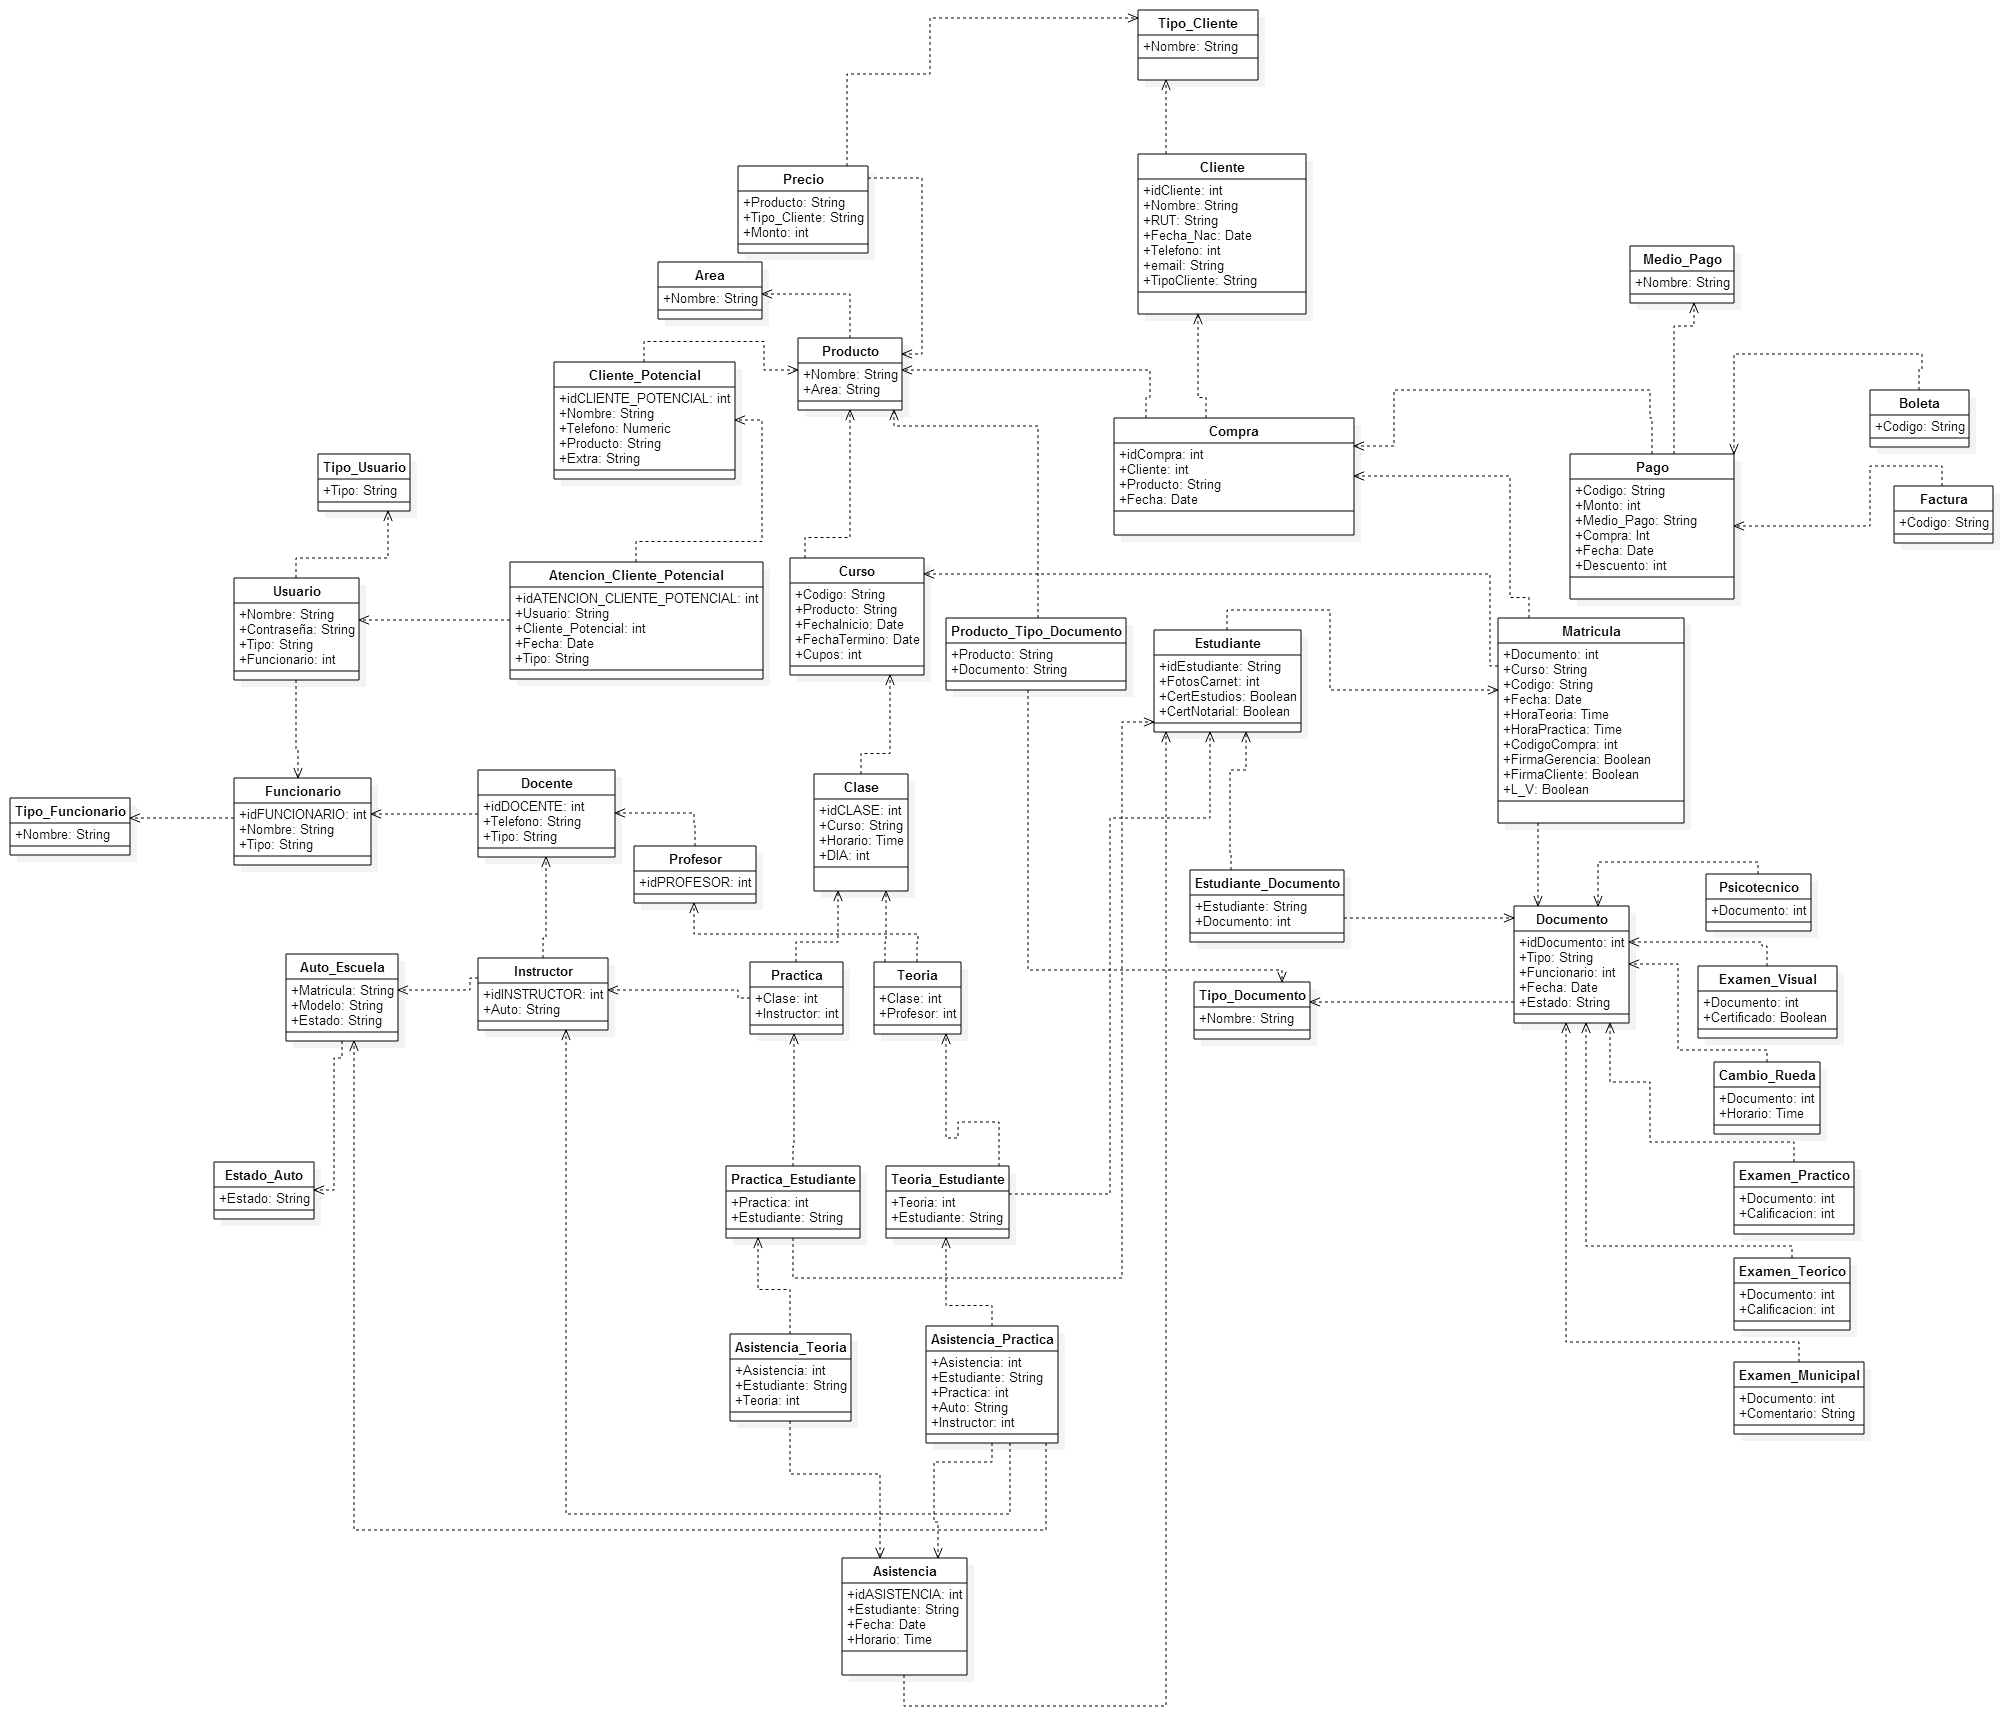 Tipo_Cliente
+Nombre: String
Precio
+Producto: String
+Tipo_Cliente: String
+Monto: int
Cliente
+idCliente: int
+Nombre: String
+RUT: String
+Fecha_Nac: Date
+Telefono: int
+email: String
+TipoCliente: String
Medio_Pago
+Nombre: String
Area
+Nombre: String
Producto
+Nombre: String
+Area: String
Cliente_Potencial
+idCLIENTE_POTENCIAL: int
+Nombre: String
+Telefono: Numeric
+Producto: String
+Extra: String
Boleta
+Codigo: String
Compra
+idCompra: int
+Cliente: int
+Producto: String
+Fecha: Date
Tipo_Usuario
+Tipo: String
Pago
+Codigo: String
+Monto: int
+Medio_Pago: String
+Compra: Int
+Fecha: Date
+Descuento: int
Factura
+Codigo: String
Usuario
+Nombre: String
+Contraseña: String
+Tipo: String
+Funcionario: int
Atencion_Cliente_Potencial
+idATENCION_CLIENTE_POTENCIAL: int
+Usuario: String
+Cliente_Potencial: int
+Fecha: Date
+Tipo: String
Curso
+Codigo: String
+Producto: String
+FechaInicio: Date
+FechaTermino: Date
+Cupos: int
Producto_Tipo_Documento
+Producto: String
+Documento: String
Estudiante
+idEstudiante: String
+FotosCarnet: int
+CertEstudios: Boolean
+CertNotarial: Boolean
Matricula
+Documento: int
+Curso: String
+Codigo: String
+Fecha: Date
+HoraTeoria: Time
+HoraPractica: Time
+CodigoCompra: int
+FirmaGerencia: Boolean
+FirmaCliente: Boolean
+L_V: Boolean
Tipo_Funcionario
+Nombre: String
Funcionario
+idFUNCIONARIO: int
+Nombre: String
+Tipo: String
Docente
+idDOCENTE: int
+Telefono: String
+Tipo: String
Profesor
+idPROFESOR: int
Clase
+idCLASE: int
+Curso: String
+Horario: Time
+DIA: int
Estudiante_Documento
+Estudiante: String
+Documento: int
Psicotecnico
+Documento: int
Documento
+idDocumento: int
+Tipo: String
+Funcionario: int
+Fecha: Date
+Estado: String
Auto_Escuela
+Matricula: String
+Modelo: String
+Estado: String
Instructor
+idINSTRUCTOR: int
+Auto: String
Practica
+Clase: int
+Instructor: int
Teoria
+Clase: int
+Profesor: int
Tipo_Documento
+Nombre: String
Examen_Visual
+Documento: int
+Certificado: Boolean
Cambio_Rueda
+Documento: int
+Horario: Time
Estado_Auto
+Estado: String
Practica_Estudiante
+Practica: int
+Estudiante: String
Teoria_Estudiante
+Teoria: int
+Estudiante: String
Examen_Practico
+Documento: int
+Calificacion: int
Examen_Teorico
+Documento: int
+Calificacion: int
Asistencia_Teoria
+Asistencia: int
+Estudiante: String
+Teoria: int
Asistencia_Practica
+Asistencia: int
+Estudiante: String
+Practica: int
+Auto: String
+Instructor: int
Examen_Municipal
+Documento: int
+Comentario: String
Asistencia
+idASISTENCIA: int
+Estudiante: String
+Fecha: Date
+Horario: Time